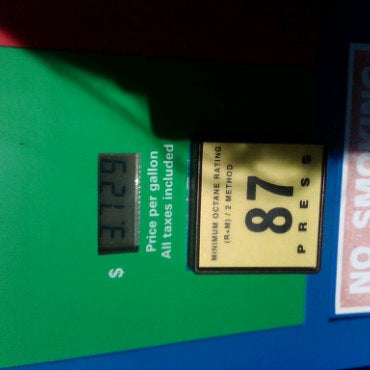 $ 3.729
Price per gallon
All taxes included
MINIMUM OCTANE RATING
(R+M) / 2 METHOD
87
PRESS
NO SMOKING